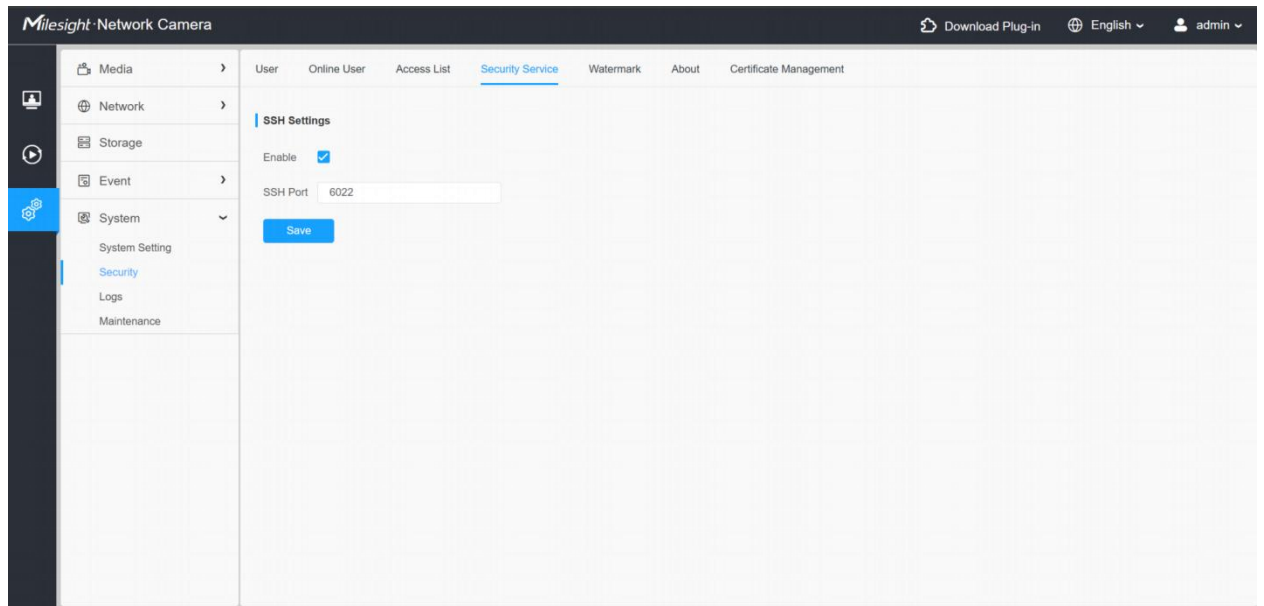 Milesight·Network Camera
Download Plug-in English admin
Media
Network
Storage
Event
System
System Setting
Security
Logs
Maintenance
User Online User Access List Security Service Watermark About Certificate Management
SSH Settings
Enable
SSH Port 6022
Save